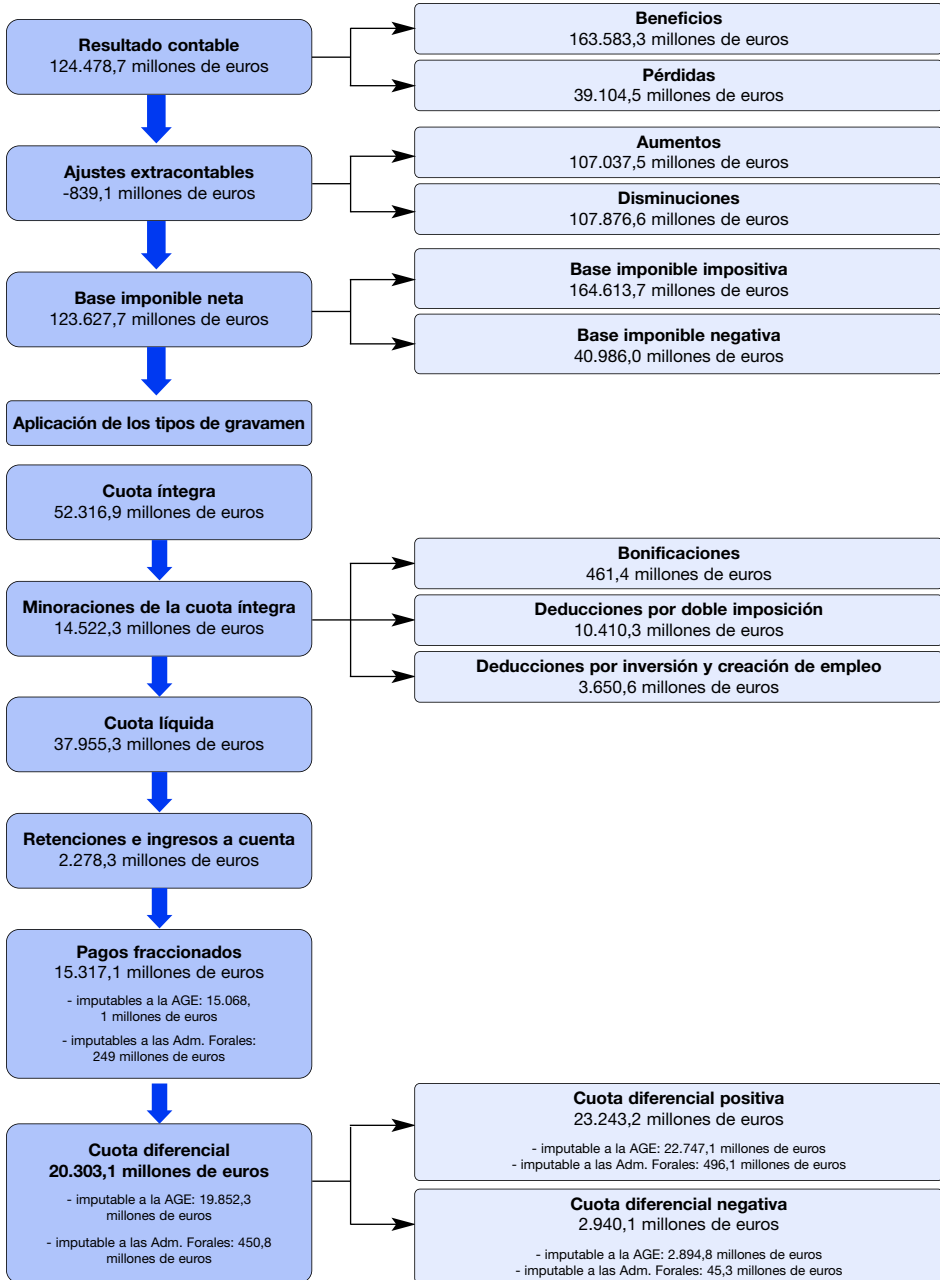 Resultado contable
124.478,7 millones de euros
Beneficios
163.583,3 millones de euros
Pérdidas
39.104,5 millones de euros
Ajustes extracontables
-839,1 millones de euros
Aumentos
107.037,5 millones de euros
Disminuciones
107.876,6 millones de euros
Base imponible neta
123.627,7 millones de euros
Base imponible impositiva
164.613,7 millones de euros
Base imponible negativa
40.986,0 millones de euros
Aplicación de los tipos de gravamen
Cuota íntegra
52.316,9 millones de euros
Minoraciones de la cuota íntegra
14.522,3 millones de euros
Bonificaciones
461,4 millones de euros
Deducciones por doble imposición
10.410,3 millones de euros
Deducciones por inversión y creación de empleo
3.650,6 millones de euros
Cuota líquida
37.955,3 millones de euros
Retenciones e ingresos a cuenta
2.278,3 millones de euros
Pagos fraccionados
15.317,1 millones de euros
- imputables a la AGE: 15.068,
1 millones de euros
- imputables a las Adm. Forales:
249 millones de euros
Cuota diferencial
20.303,1 millones de euros
- imputable a la AGE: 19.852,3
millones de euros
- imputable a las Adm. Forales: 450,8
millones de euros
Cuota diferencial positiva
23.243,2 millones de euros
- imputable a la AGE: 22.747,1 millones de euros
- imputable a las Adm. Forales: 496,1 millones de euros
Cuota diferencial negativa
2.940,1 millones de euros
- imputable a la AGE: 2.894,8 millones de euros
- imputable a las Adm. Forales: 45,3 millones de euros